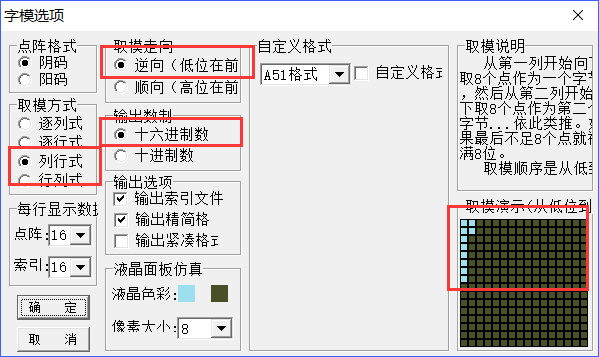 字模选项
点阵格式
阴码
阳码
取模方式
逐列式
逐行式
列行式
行列式
每行显示数据
点阵:16
索引:16
确 定
取 消
取模走向
逆向(低位在前
顺向(高位在前
输出数制
十六进制数
十进制数
输出选项
输出索引文件
输出精简格
输出紧凑格式
液晶面板仿真
液晶色彩:
像素大小:8
自定义格式
A51格式
自定义格式
取模说明
从第一列开始向下
取8个点作为一个字节
,然后从第二列开始
下取8个点作为第二个
字节...依此类推。如
果最后不足8个点就补
满8位。
取模顺序是从低到
取模演示(从低位到